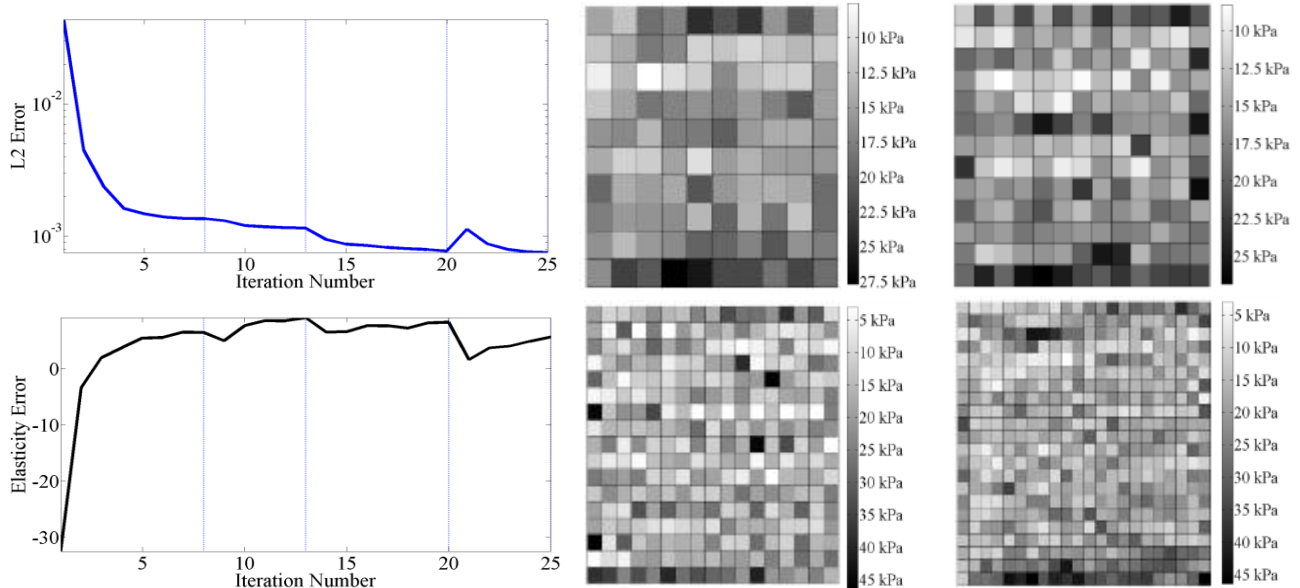 L2 Error
10^-2
10^-3
5
10
15
20
25
Iteration Number
10 kPa
12.5 kPa
15 kPa
17.5 kPa
20 kPa
22.5 kPa
25 kPa
27.5 kPa
10 kPa
12.5 kPa
15 kPa
17.5 kPa
20 kPa
22.5 kPa
25 kPa
Elasticity Error
0
-10
-20
-30
5
10
15
20
25
Iteration Number
5 kPa
10 kPa
15 kPa
20 kPa
25 kPa
30 kPa
35 kPa
40 kPa
45 kPa
5 kPa
10 kPa
15 kPa
20 kPa
25 kPa
30 kPa
35 kPa
40 kPa
45 kPa